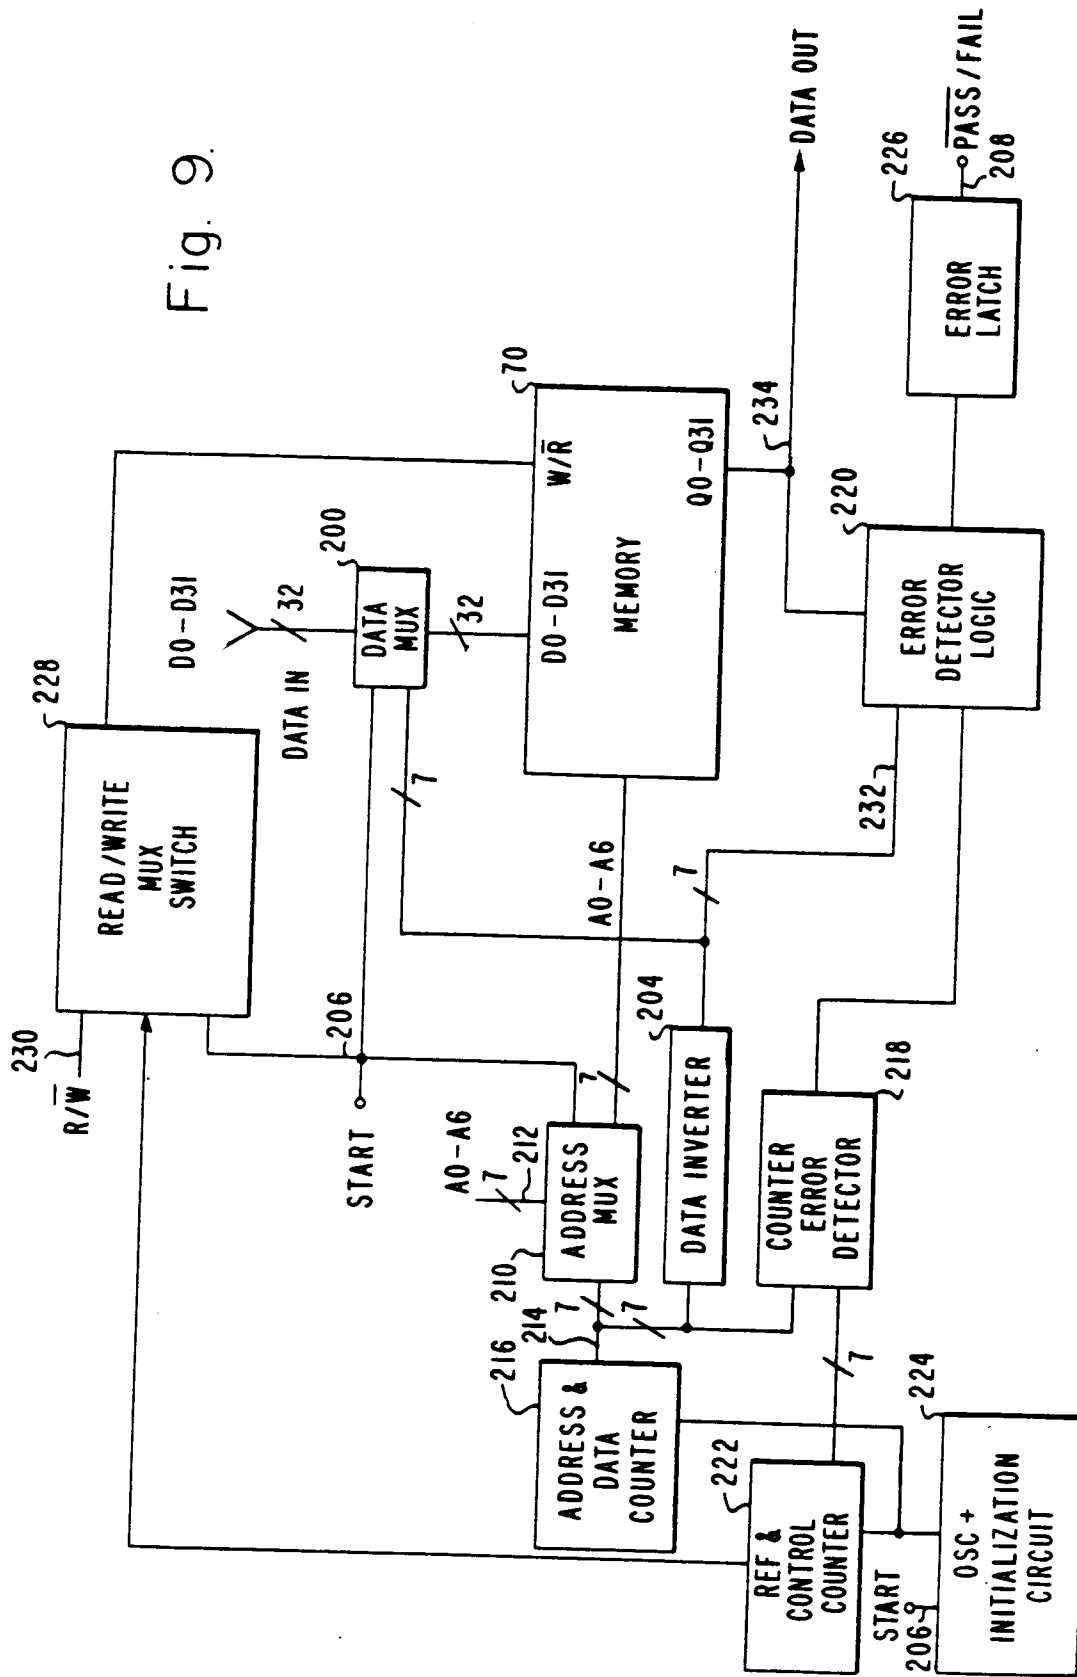 Fig. 9.
READ/WRITE
MUX
SWITCH
228
230
R/W̅
D0-D31
DATA IN
32
200
DATA
MUX
32
7
206
START
A0-A6
7
212
210
ADDRESS
MUX
7
A0-A6
70
D0-D31
W/R̅
MEMORY
Q0-Q31
234
DATA OUT
214
216
7
7
ADDRESS &
DATA
COUNTER
204
DATA INVERTER
7
232
218
COUNTER
ERROR
DETECTOR
7
220
ERROR
DETECTOR
LOGIC
226
ERROR
LATCH
P̅A̅S̅S̅/FAIL
208
222
REF &
CONTROL
COUNTER
START
206
224
OSC +
INITIALIZATION
CIRCUIT